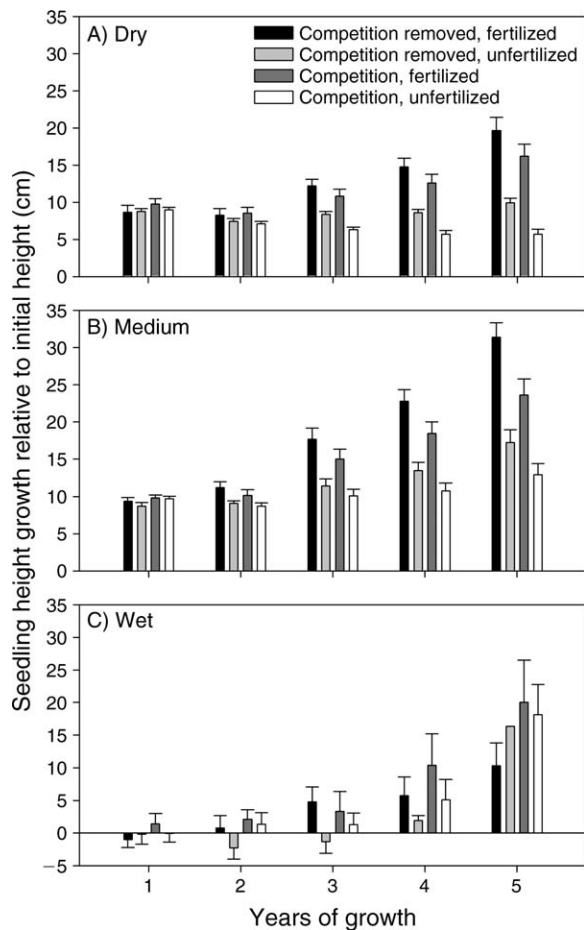 A) Dry
Competition removed, fertilized
Competition removed, unfertilized
Competition, fertilized
Competition, unfertilized
35
30
25
20
15
10
5
0
B) Medium
35
30
25
20
15
10
5
0
C) Wet
35
30
25
20
15
10
5
0
−5
1 2 3 4 5
Years of growth
Seedling height growth relative to initial height (cm)